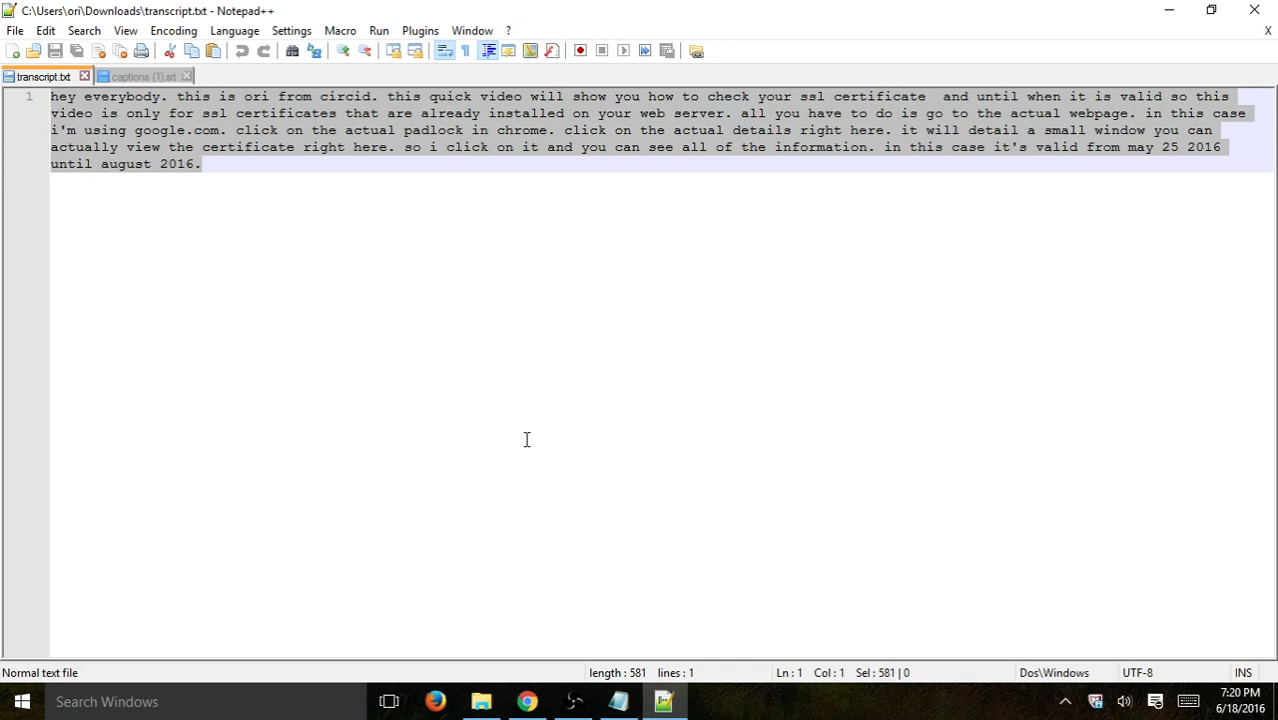 C:\Users\ori\Downloads\transcript.txt - Notepad++
File Edit Search View Encoding Language Settings Macro Run Plugins Window ? X
transcript.txt captions (1).srt
1 hey everybody. this is ori from circid. this quick video will show you how to check your ssl certificate  and until when it is valid so this
video is only for ssl certificates that are already installed on your web server. all you have to do is go to the actual webpage. in this case
i'm using google.com. click on the actual padlock in chrome. click on the actual details right here. it will detail a small window you can
actually view the certificate right here. so i click on it and you can see all of the information. in this case it's valid from may 25 2016
until august 2016.
Normal text file length : 581 lines : 1 Ln : 1 Col : 1 Sel : 581 | 0 Dos\Windows UTF-8 INS
Search Windows
7:20 PM
6/18/2016